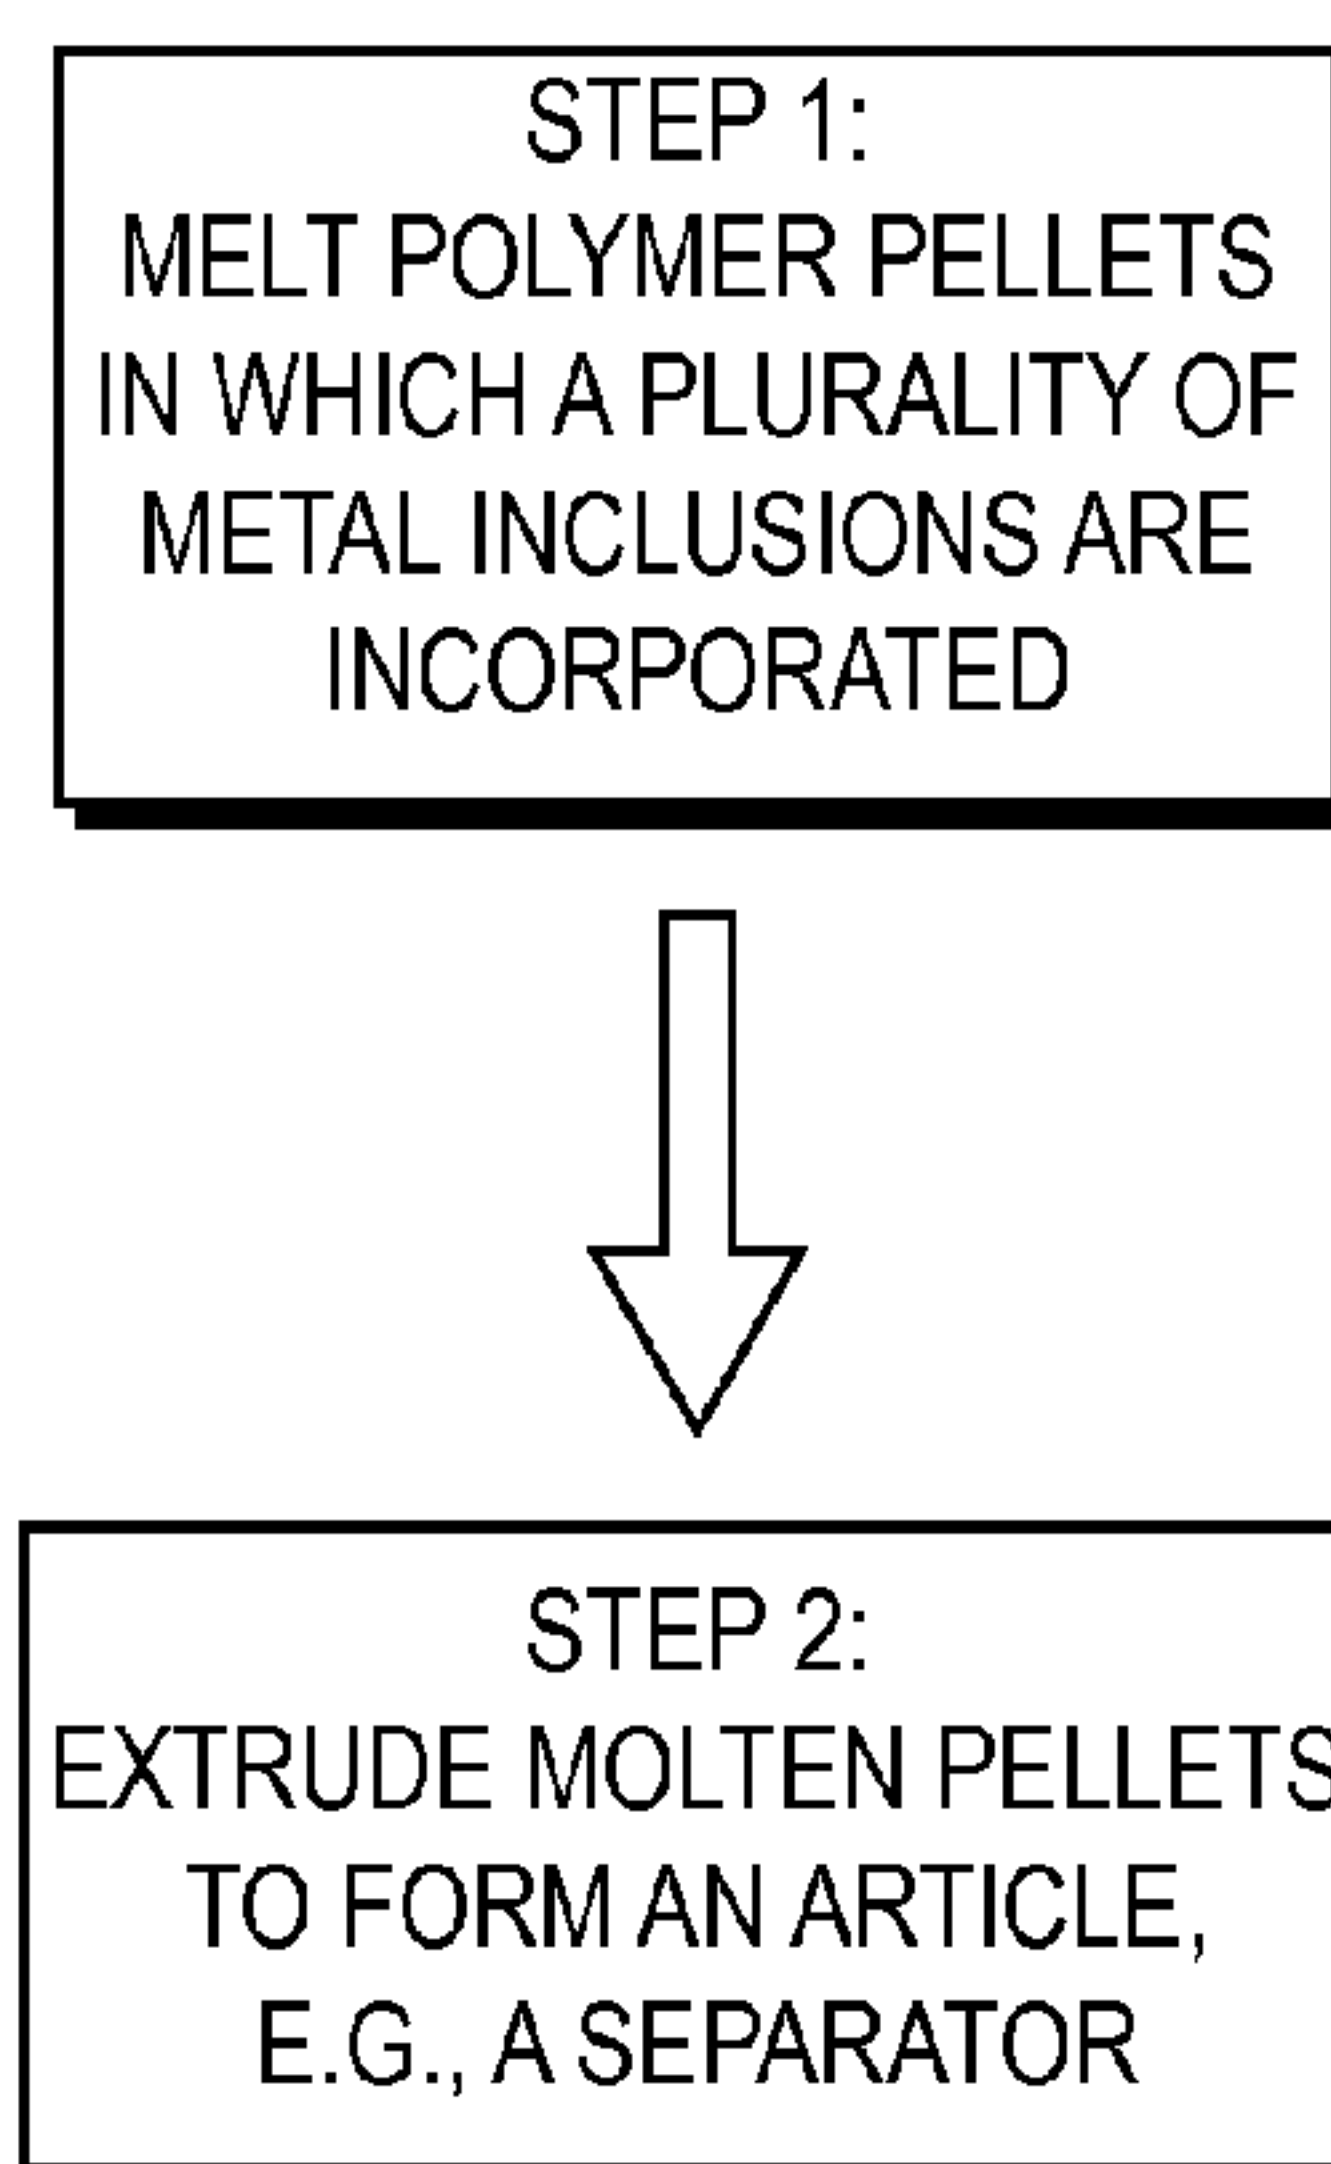 STEP 1:
MELT POLYMER PELLETS
IN WHICH A PLURALITY OF
METAL INCLUSIONS ARE
INCORPORATED
STEP 2:
EXTRUDE MOLTEN PELLETS
TO FORM AN ARTICLE,
E.G., A SEPARATOR